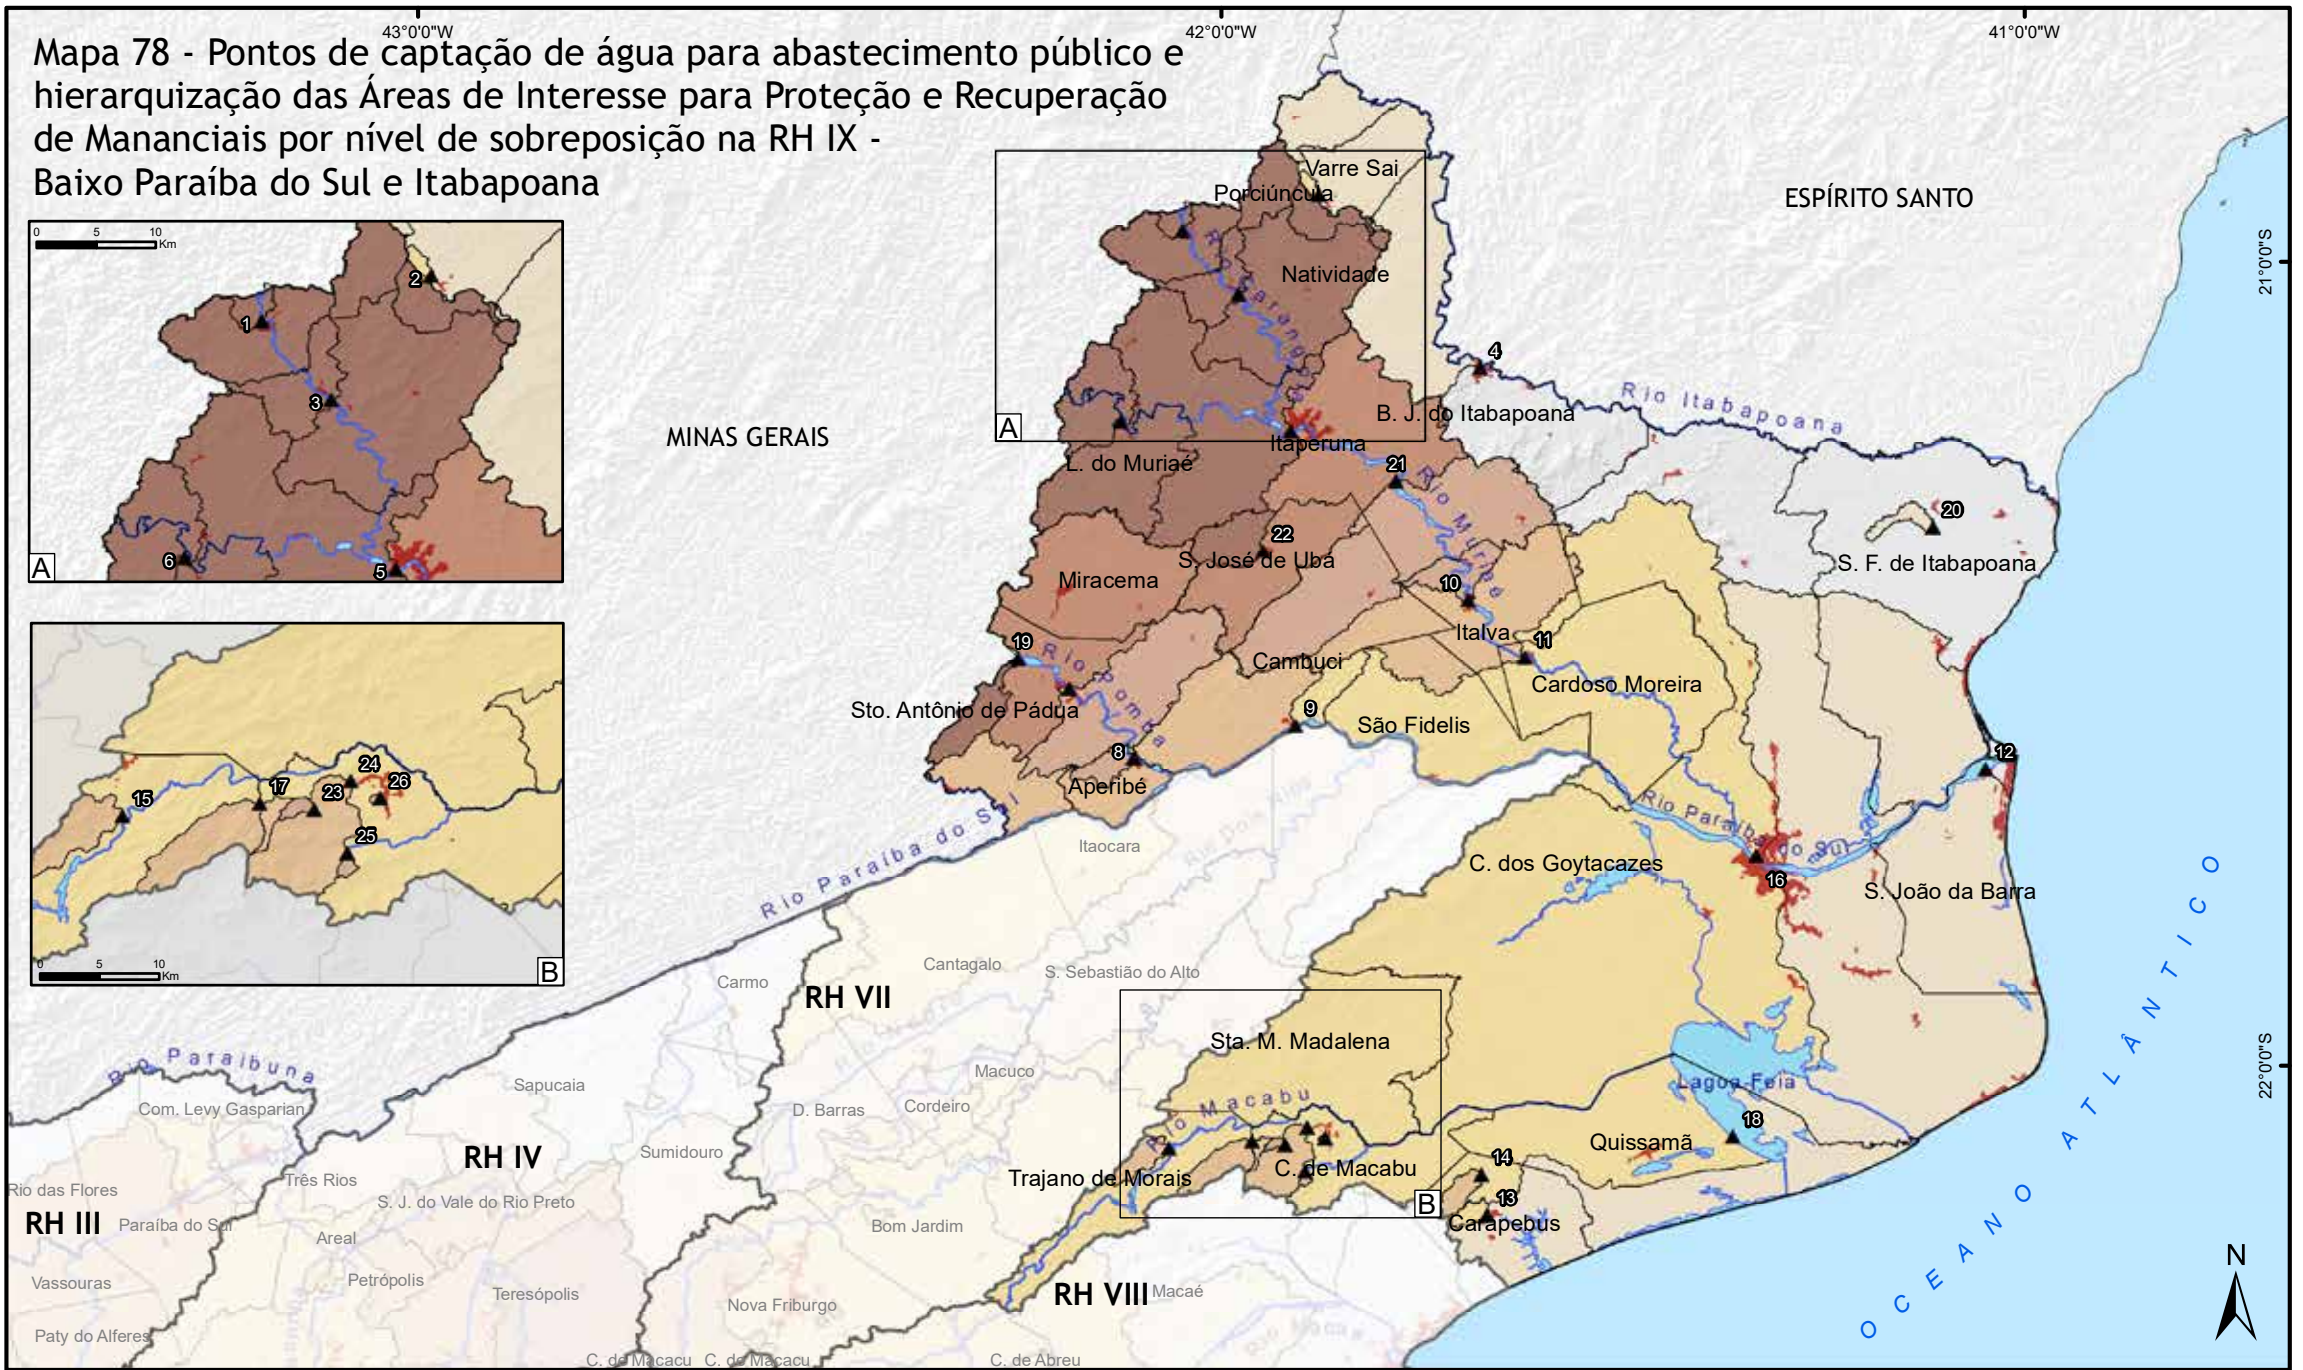 43°0'0"W
42°0'0"W
41°0'0"W
Mapa 78 - Pontos de captação de água para abastecimento público e
hierarquização das Áreas de Interesse para Proteção e Recuperação
de Mananciais por nível de sobreposição na RH IX -
Baixo Paraíba do Sul e Itabapoana
Varre Sai
Porciúncula
ESPÍRITO SANTO
0 5 10
Km
2
1
3
6
5
A
Rio Carangola
Natividade
21°0'0"S
4
Rio Itabapoana
B. J. do Itabapoana
A
MINAS GERAIS
Itaperuna
L. do Muriaé
21
Rio Muriaé
20
22
S. José de Ubá
S. F. de Itabapoana
Miracema
10
Italva
11
19
Rio Pomba
Cambuci
Cardoso Moreira
Sto. Antônio de Pádua
9
São Fidelis
8
12
Aperibé
24
17
26
23
15
25
0 5 10
Km
B
Rio Paraíba do Sul
Rio Paraíba do Sul
Itaocara
C. dos Goytacazes
16
S. João da Barra
Cantagalo
S. Sebastião do Alto
Carmo
RH VII
Sta. M. Madalena
22°0'0"S
Rio Paraibuna
Sapucaia
Macuco
Lagoa Feia
Com. Levy Gasparian
D. Barras
Cordeiro
Rio Macabu
18
Quissamã
RH IV
Sumidouro
14
C. de Macabu
Três Rios
Trajano de Morais
Rio das Flores
S. J. do Vale do Rio Preto
13
B
RH III
Paraíba do Sul
Carapebus
Bom Jardim
Areal
Vassouras
Petrópolis
Teresópolis
RH VIII
Macaé
Nova Friburgo
Paty do Alferes
C. de Macacu
C. de Macacu
C. de Abreu
OCEANO ATLÂNTICO
N